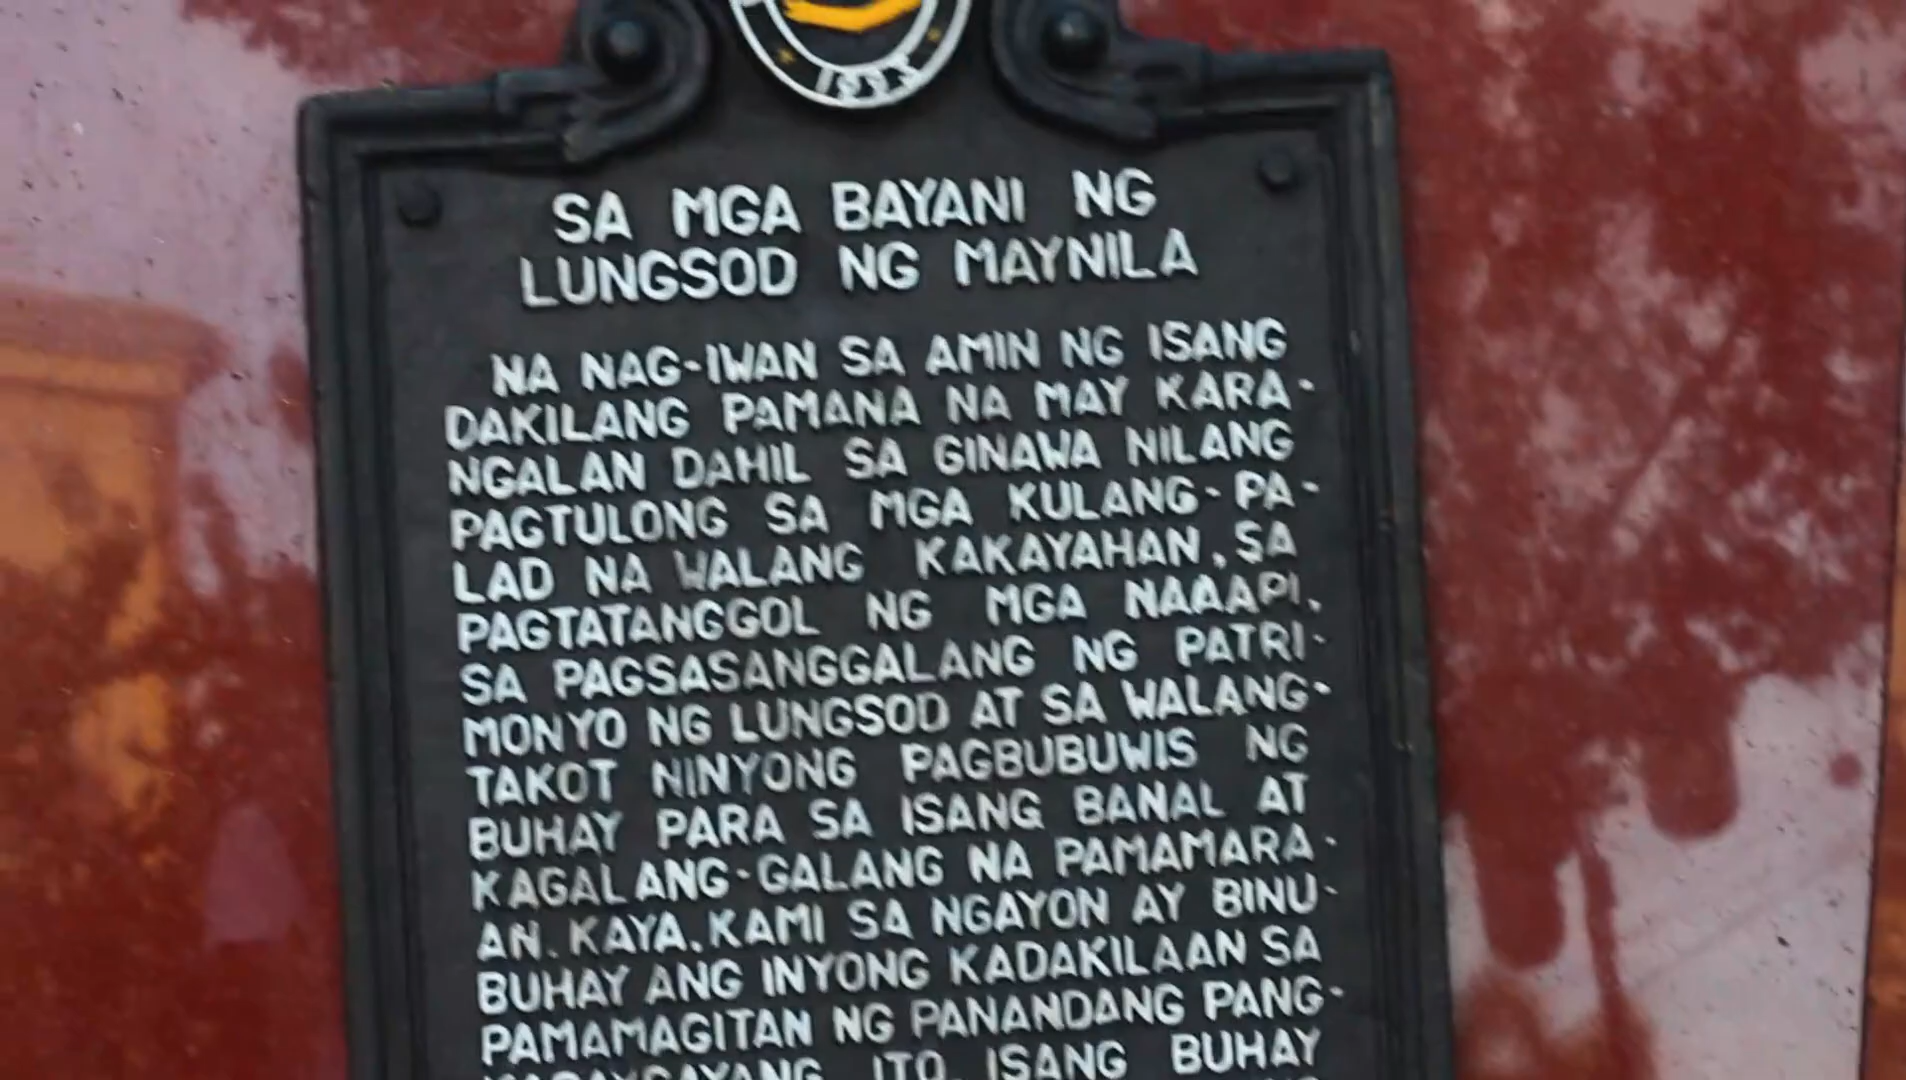 SA MGA BAYANI NG
LUNGSOD NG MAYNILA
NA NAG-IWAN SA AMIN NG ISANG
DAKILANG PAMANA NA MAY KARA-
NGALAN DAHIL SA GINAWA NILANG
PAGTULONG SA MGA KULANG-PA-
LAD NA WALANG KAKAYAHAN, SA
PAGTATANGGOL NG MGA NAAAPI,
SA PAGSASANGGALANG NG PATRI-
MONYO NG LUNGSOD AT SA WALANG-
TAKOT NINYONG PAGBUBUWIS NG
BUHAY PARA SA ISANG BANAL AT
KAGALANG-GALANG NA PAMAMARA-
AN. KAYA, KAMI SA NGAYON AY BINU-
BUHAY ANG INYONG KADAKILAAN SA
PAMAMAGITAN NG PANANDANG PANG-
ITO. ISANG BUHAY